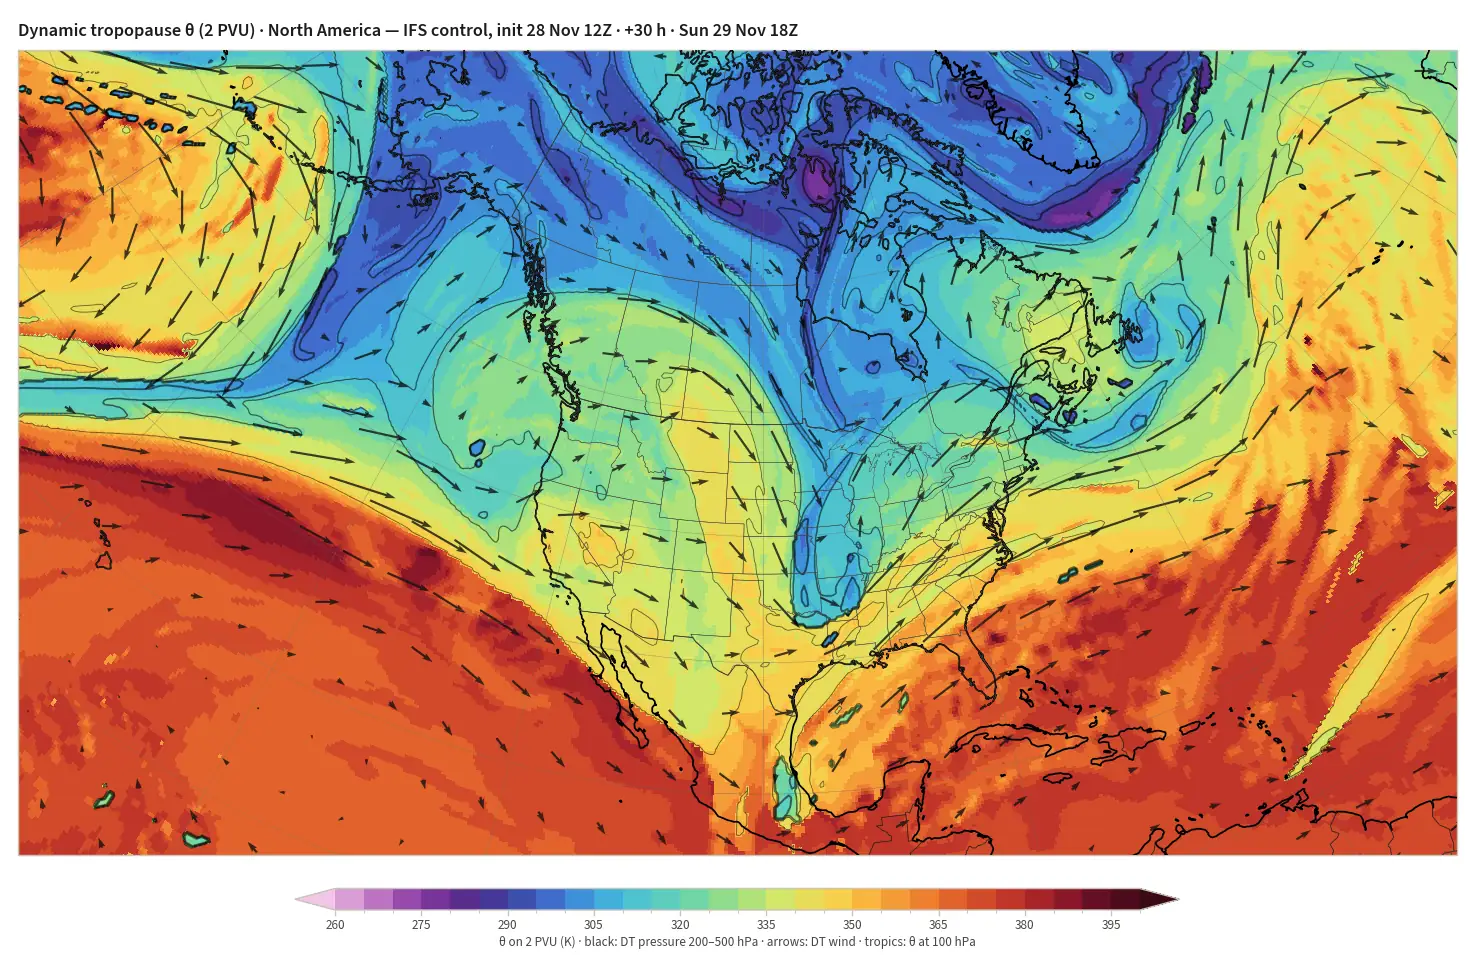 Dynamic tropopause θ (2 PVU) · North America — IFS control, init 28 Nov 12Z · +30 h · Sun 29 Nov 18Z
260 275 290 305 320 335 350 365 380 395
θ on 2 PVU (K) · black: DT pressure 200–500 hPa · arrows: DT wind · tropics: θ at 100 hPa